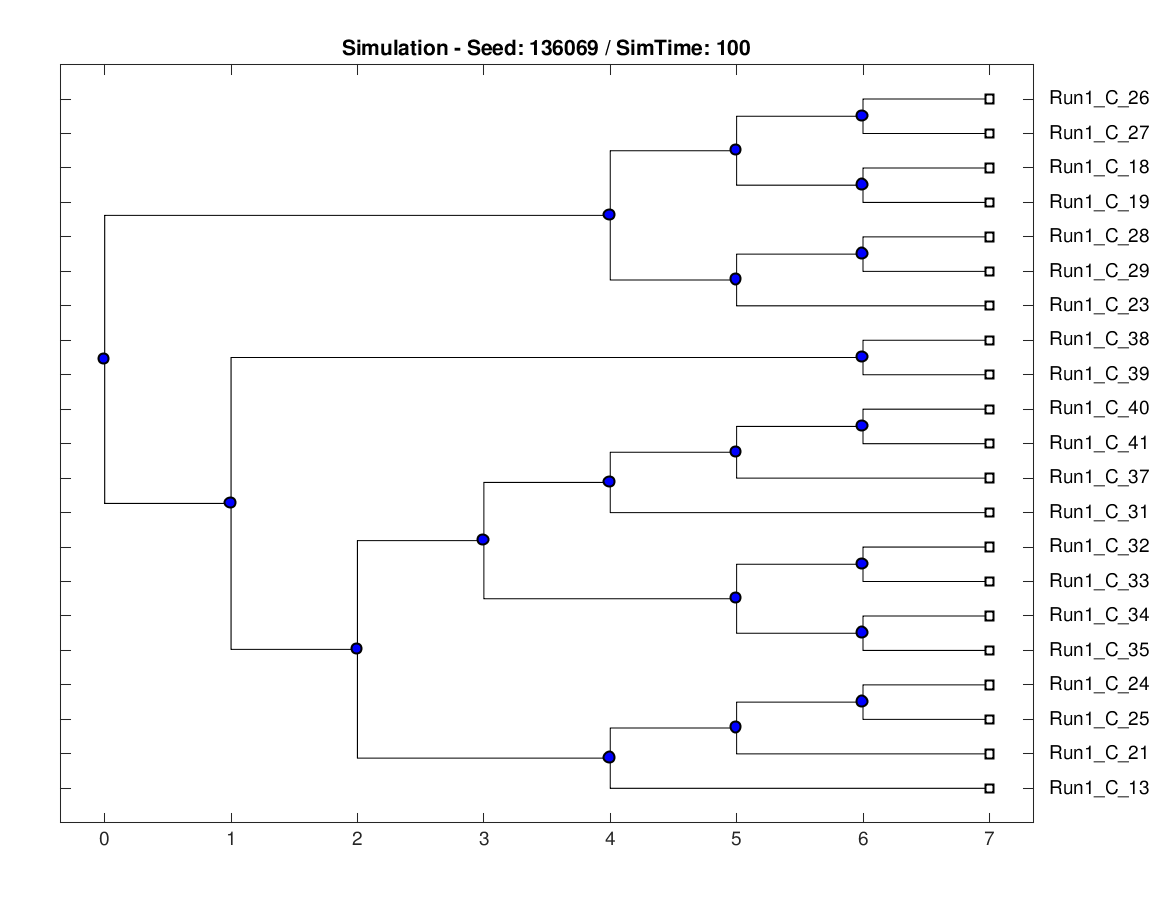 Simulation - Seed: 136069 / SimTime: 100
Run1_C_26
Run1_C_27
Run1_C_18
Run1_C_19
Run1_C_28
Run1_C_29
Run1_C_23
Run1_C_38
Run1_C_39
Run1_C_40
Run1_C_41
Run1_C_37
Run1_C_31
Run1_C_32
Run1_C_33
Run1_C_34
Run1_C_35
Run1_C_24
Run1_C_25
Run1_C_21
Run1_C_13
0 1 2 3 4 5 6 7